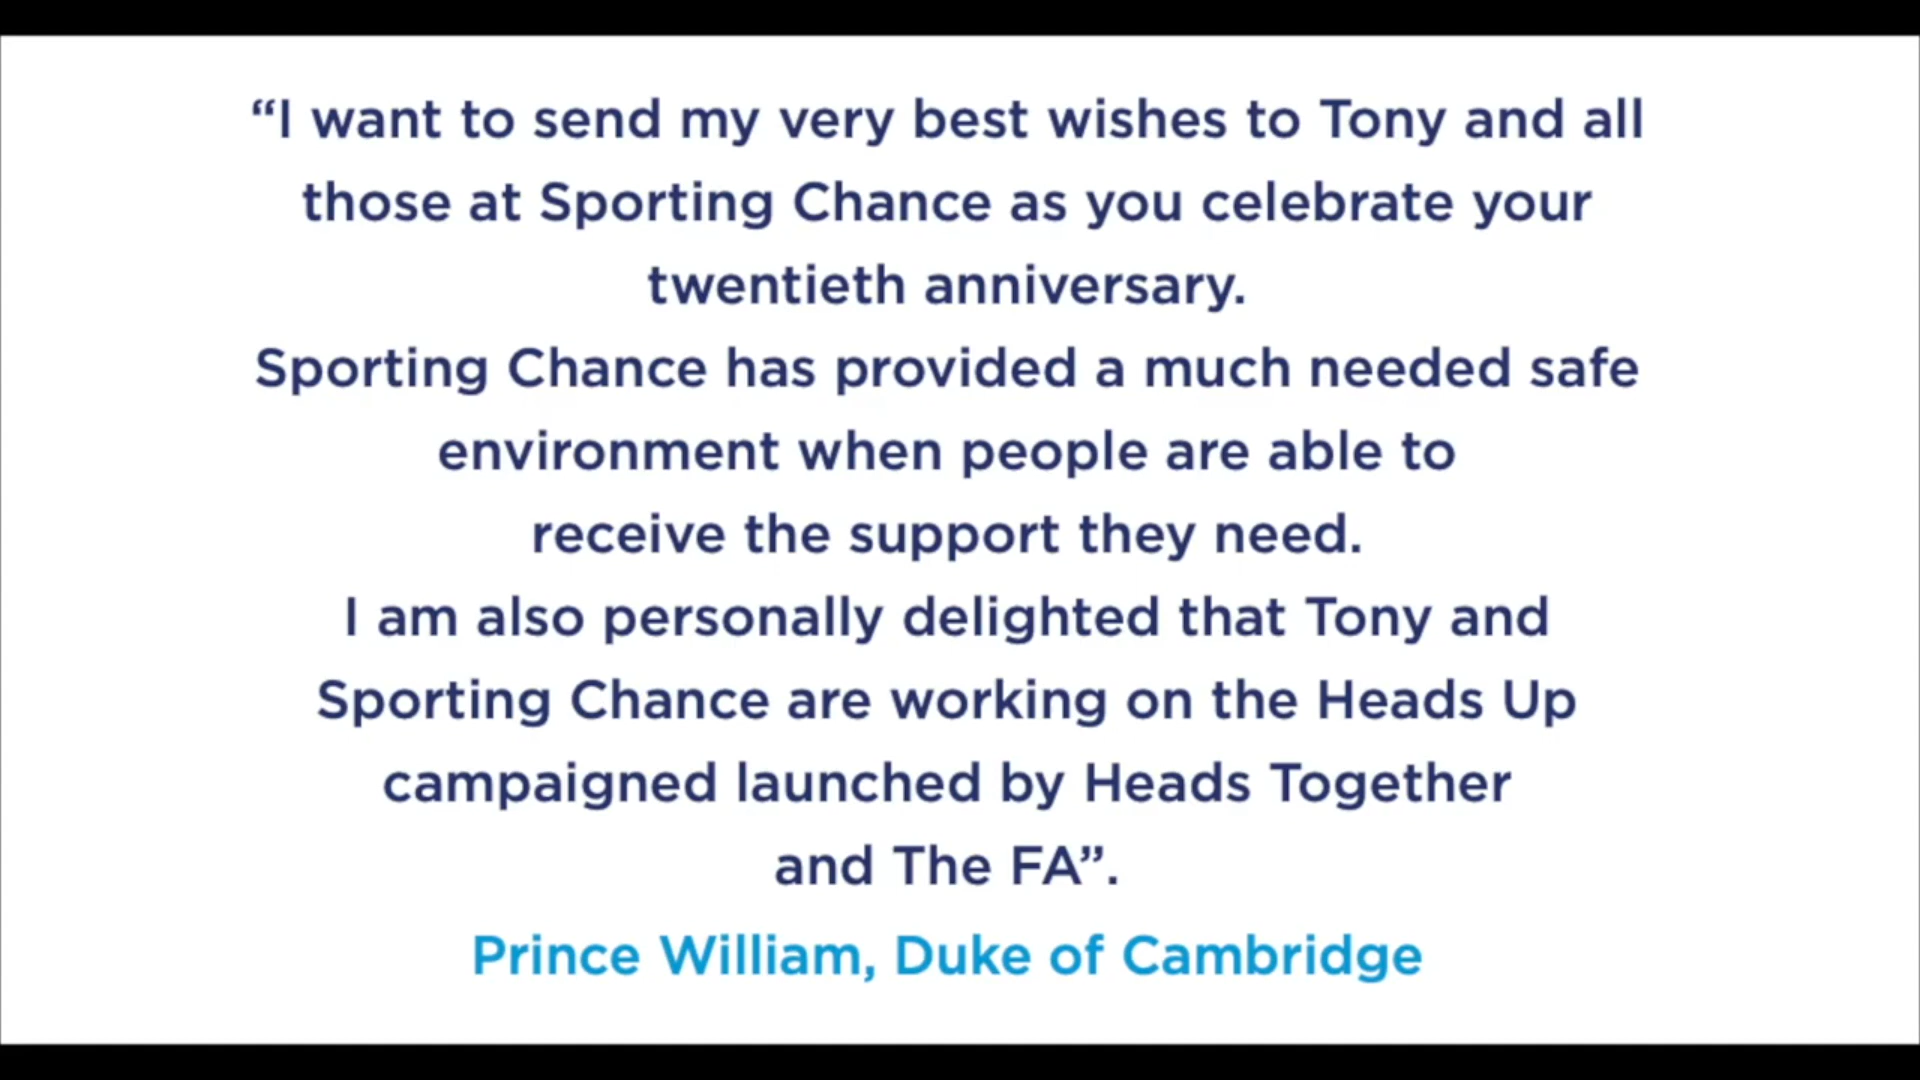 “I want to send my very best wishes to Tony and all
those at Sporting Chance as you celebrate your
twentieth anniversary.
Sporting Chance has provided a much needed safe
environment when people are able to
receive the support they need.
I am also personally delighted that Tony and
Sporting Chance are working on the Heads Up
campaigned launched by Heads Together
and The FA”.
Prince William, Duke of Cambridge